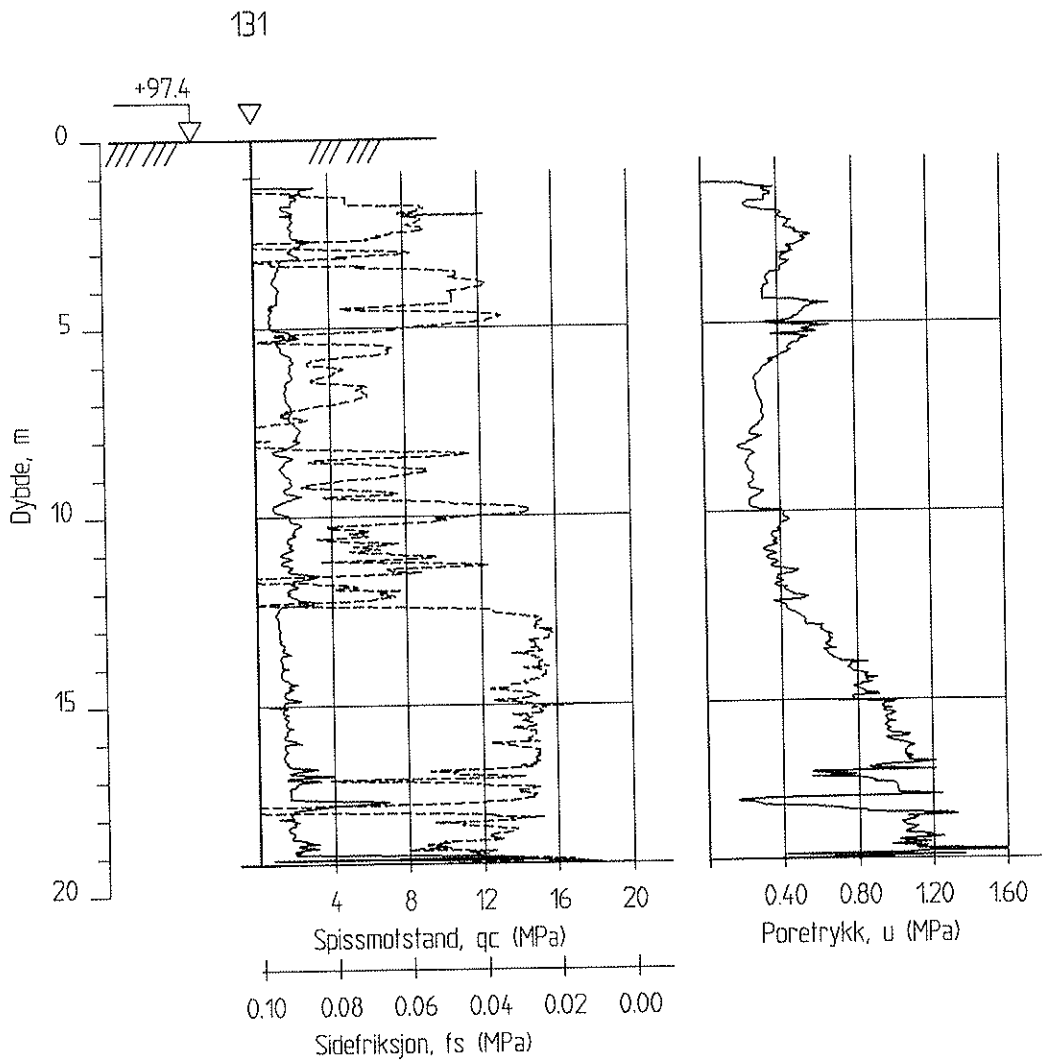 131
+97.4
0
5
10
15
20
Dybde, m
4 8 12 16 20
Spissmotstand, qc (MPa)
0.10 0.08 0.06 0.04 0.02 0.00
Sidefriksjon, fs (MPa)
0.40 0.80 1.20 1.60
Poretrykk, u (MPa)